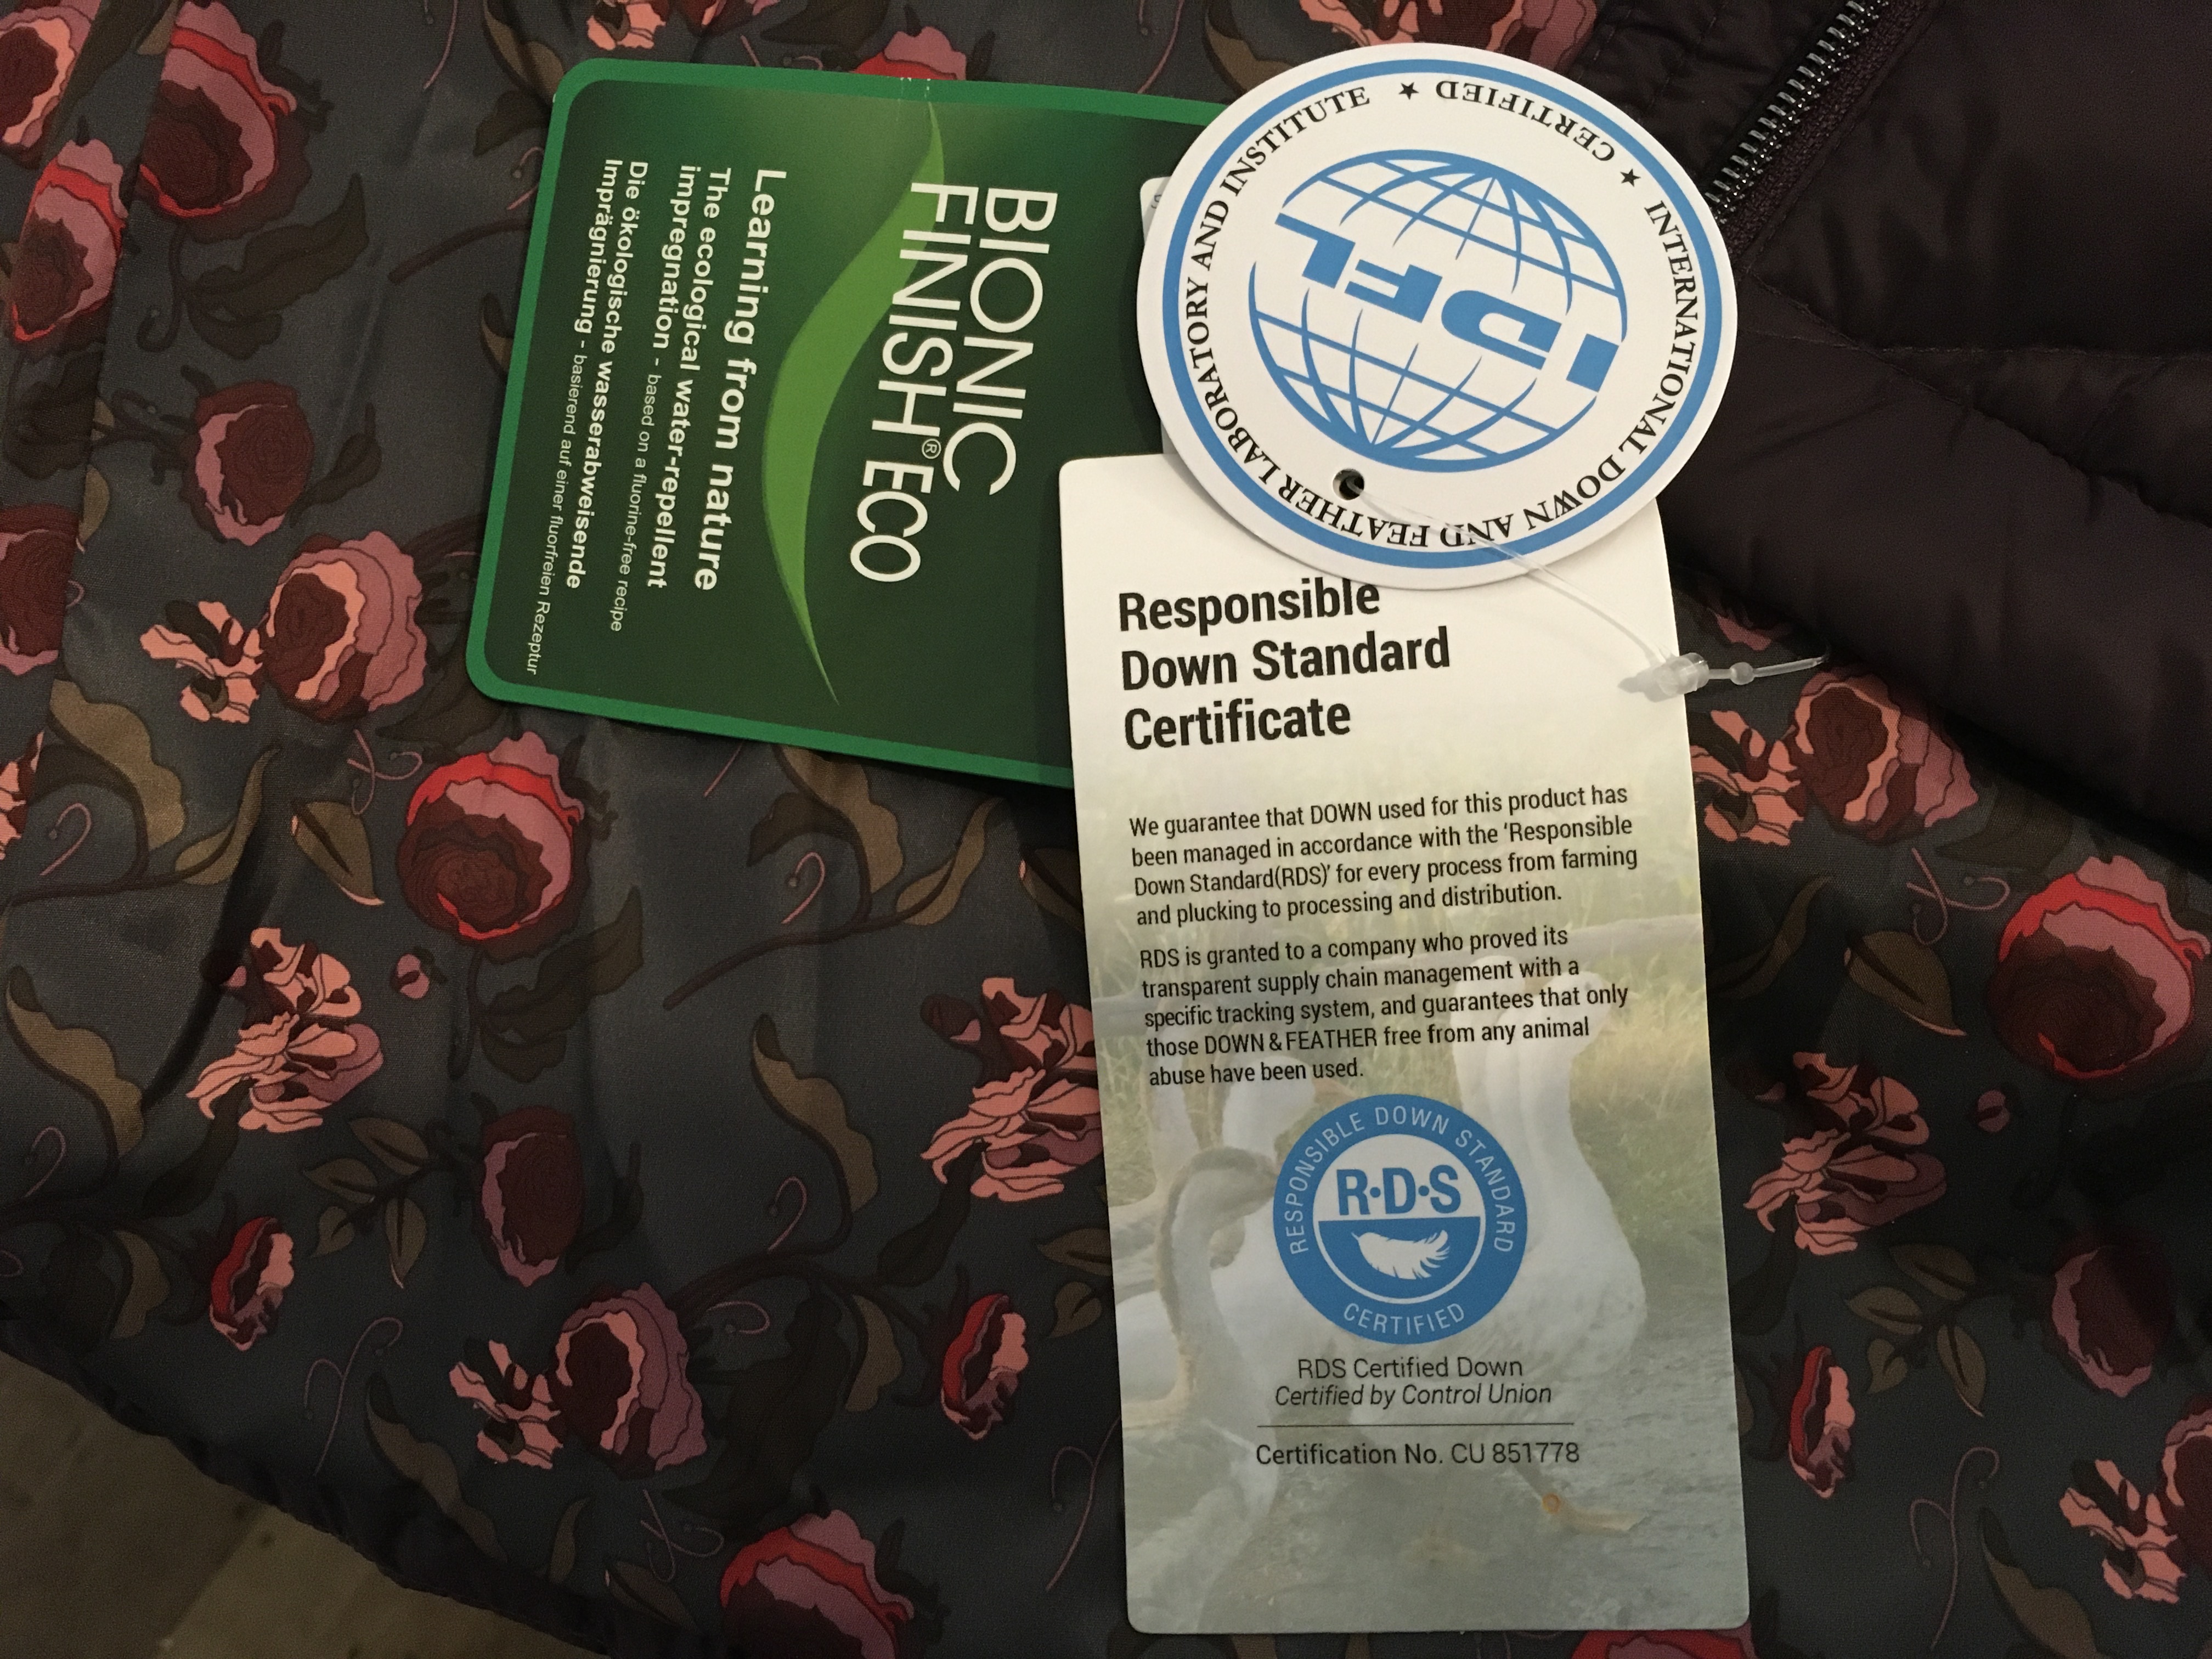 BIONIC
FINISH® ECO
Learning from nature
The ecological water-repellent
impregnation - based on a fluorine-free recipe
Die ökologische wasserabweisende
Imprägnierung - basierend auf einer fluorfreien Rezeptur
INTERNATIONAL DOWN AND FEATHER LABORATORY AND INSTITUTE ★ CERTIFIED ★
IDFL
Responsible
Down Standard
Certificate
We guarantee that DOWN used for this product has
been managed in accordance with the 'Responsible
Down Standard(RDS)' for every process from farming
and plucking to processing and distribution.
RDS is granted to a company who proved its
transparent supply chain management with a
specific tracking system, and guarantees that only
those DOWN & FEATHER free from any animal
abuse have been used.
RESPONSIBLE DOWN STANDARD
R·D·S
CERTIFIED
RDS Certified Down
Certified by Control Union
Certification No. CU 851778